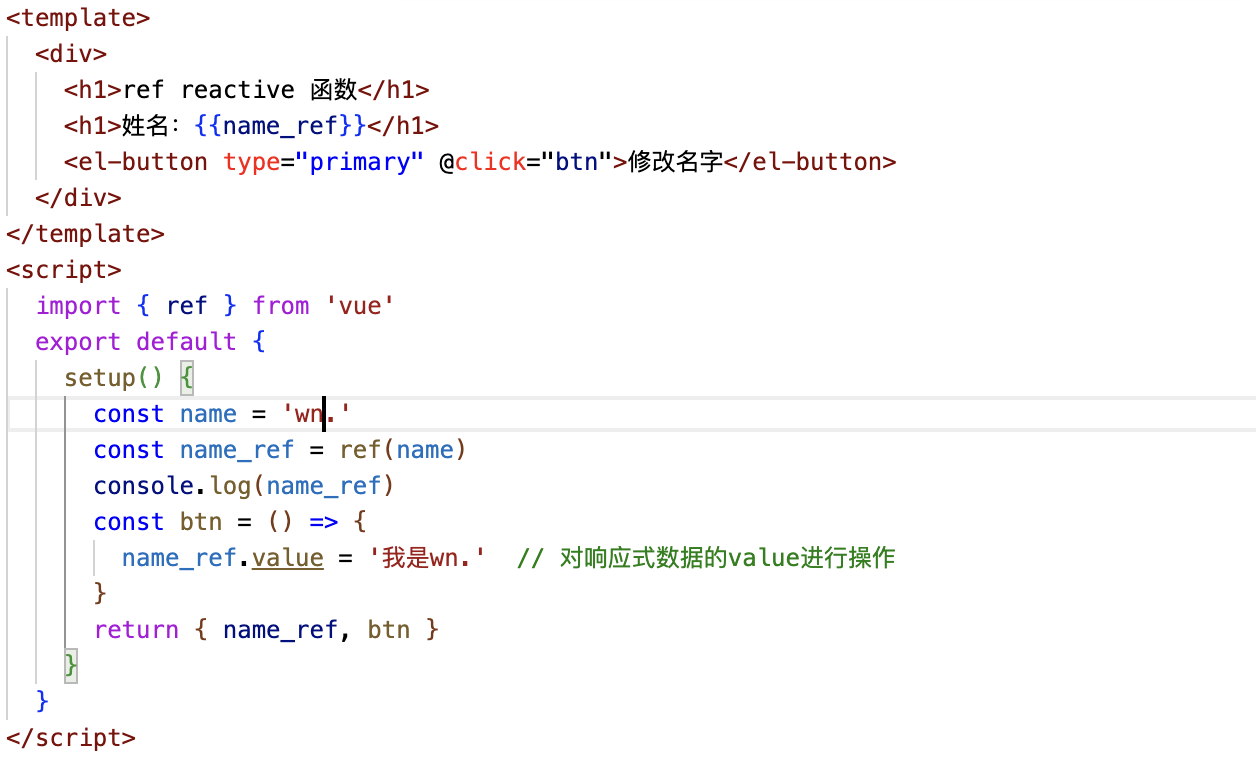 <template>
  <div>
    <h1>ref reactive 函数</h1>
    <h1>姓名：{{name_ref}}</h1>
    <el-button type="primary" @click="btn">修改名字</el-button>
  </div>
</template>
<script>
  import { ref } from 'vue'
  export default {
    setup() {
      const name = 'wn.'
      const name_ref = ref(name)
      console.log(name_ref)
      const btn = () => {
        name_ref.value = '我是wn.'  // 对响应式数据的value进行操作
      }
      return { name_ref, btn }
    }
  }
</script>